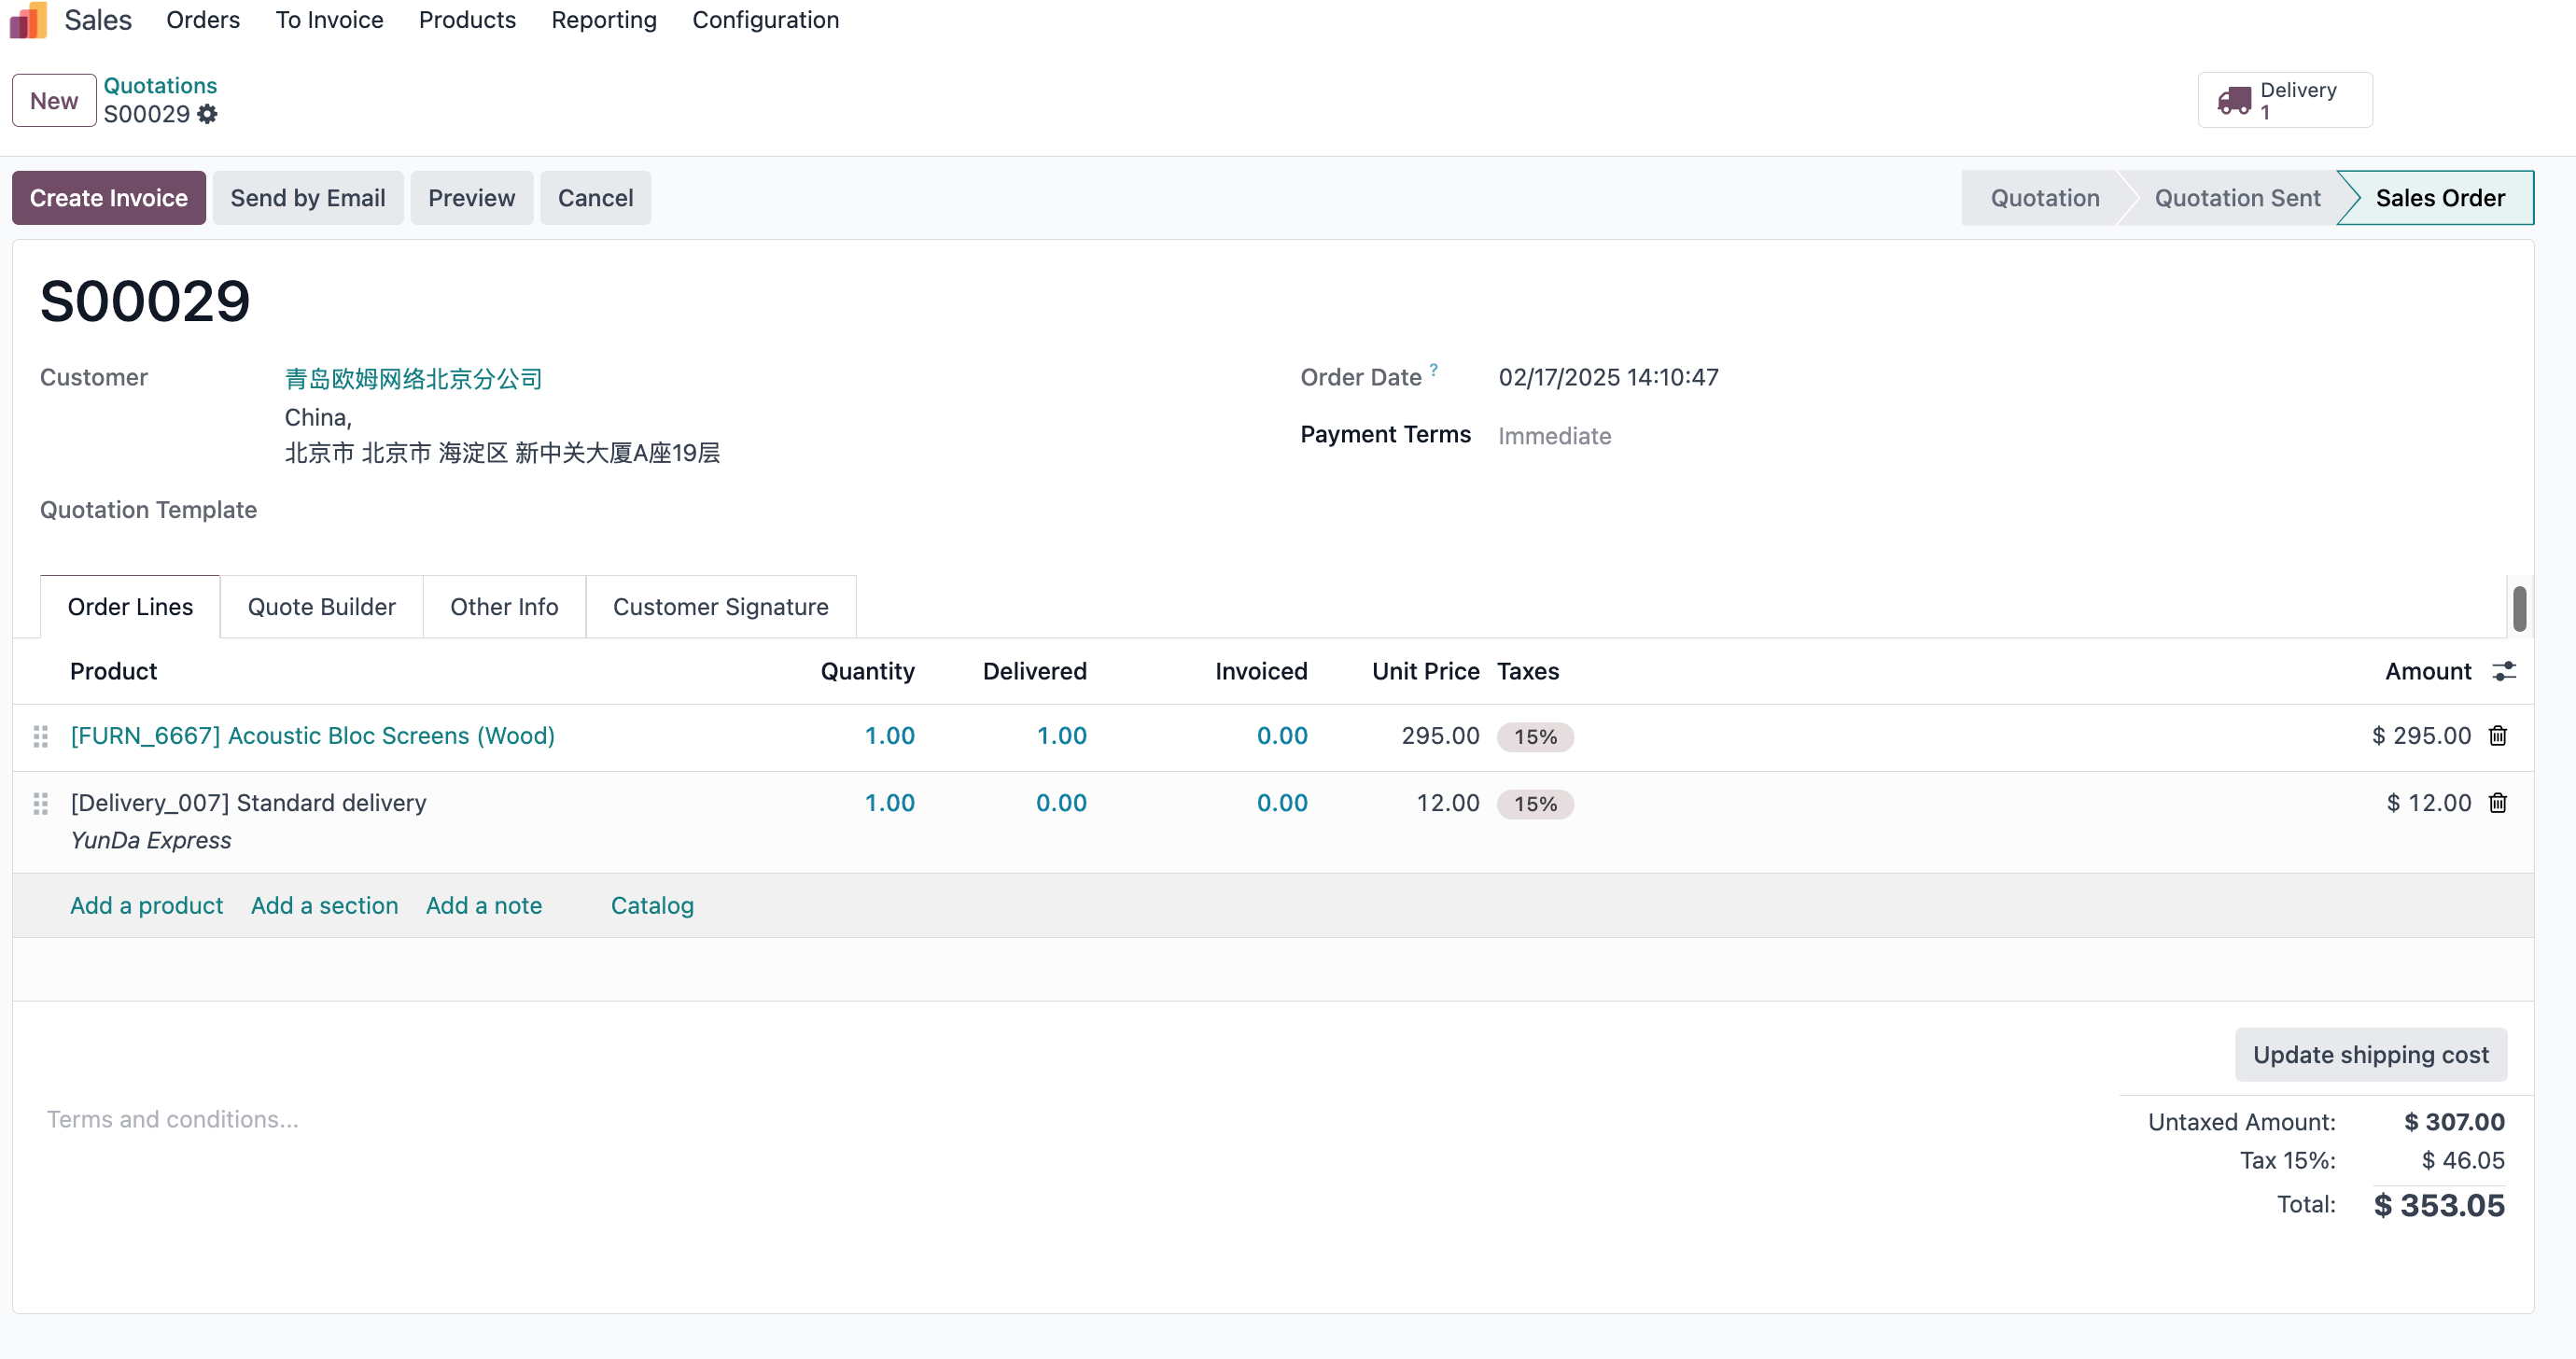 Sales Orders To Invoice Products Reporting Configuration
New
Quotations
S00029
Delivery
1
Create Invoice Send by Email Preview Cancel
Quotation Quotation Sent Sales Order
S00029
Customer 青岛欧姆网络北京分公司
China,
北京市 北京市 海淀区 新中关大厦A座19层
Order Date ? 02/17/2025 14:10:47
Payment Terms Immediate
Quotation Template
Order Lines Quote Builder Other Info Customer Signature
Product Quantity Delivered Invoiced Unit Price Taxes Amount
[FURN_6667] Acoustic Bloc Screens (Wood) 1.00 1.00 0.00 295.00 15% $ 295.00
[Delivery_007] Standard delivery 1.00 0.00 0.00 12.00 15% $ 12.00
YunDa Express
Add a product Add a section Add a note Catalog
Update shipping cost
Terms and conditions...
Untaxed Amount: $ 307.00
Tax 15%: $ 46.05
Total: $ 353.05